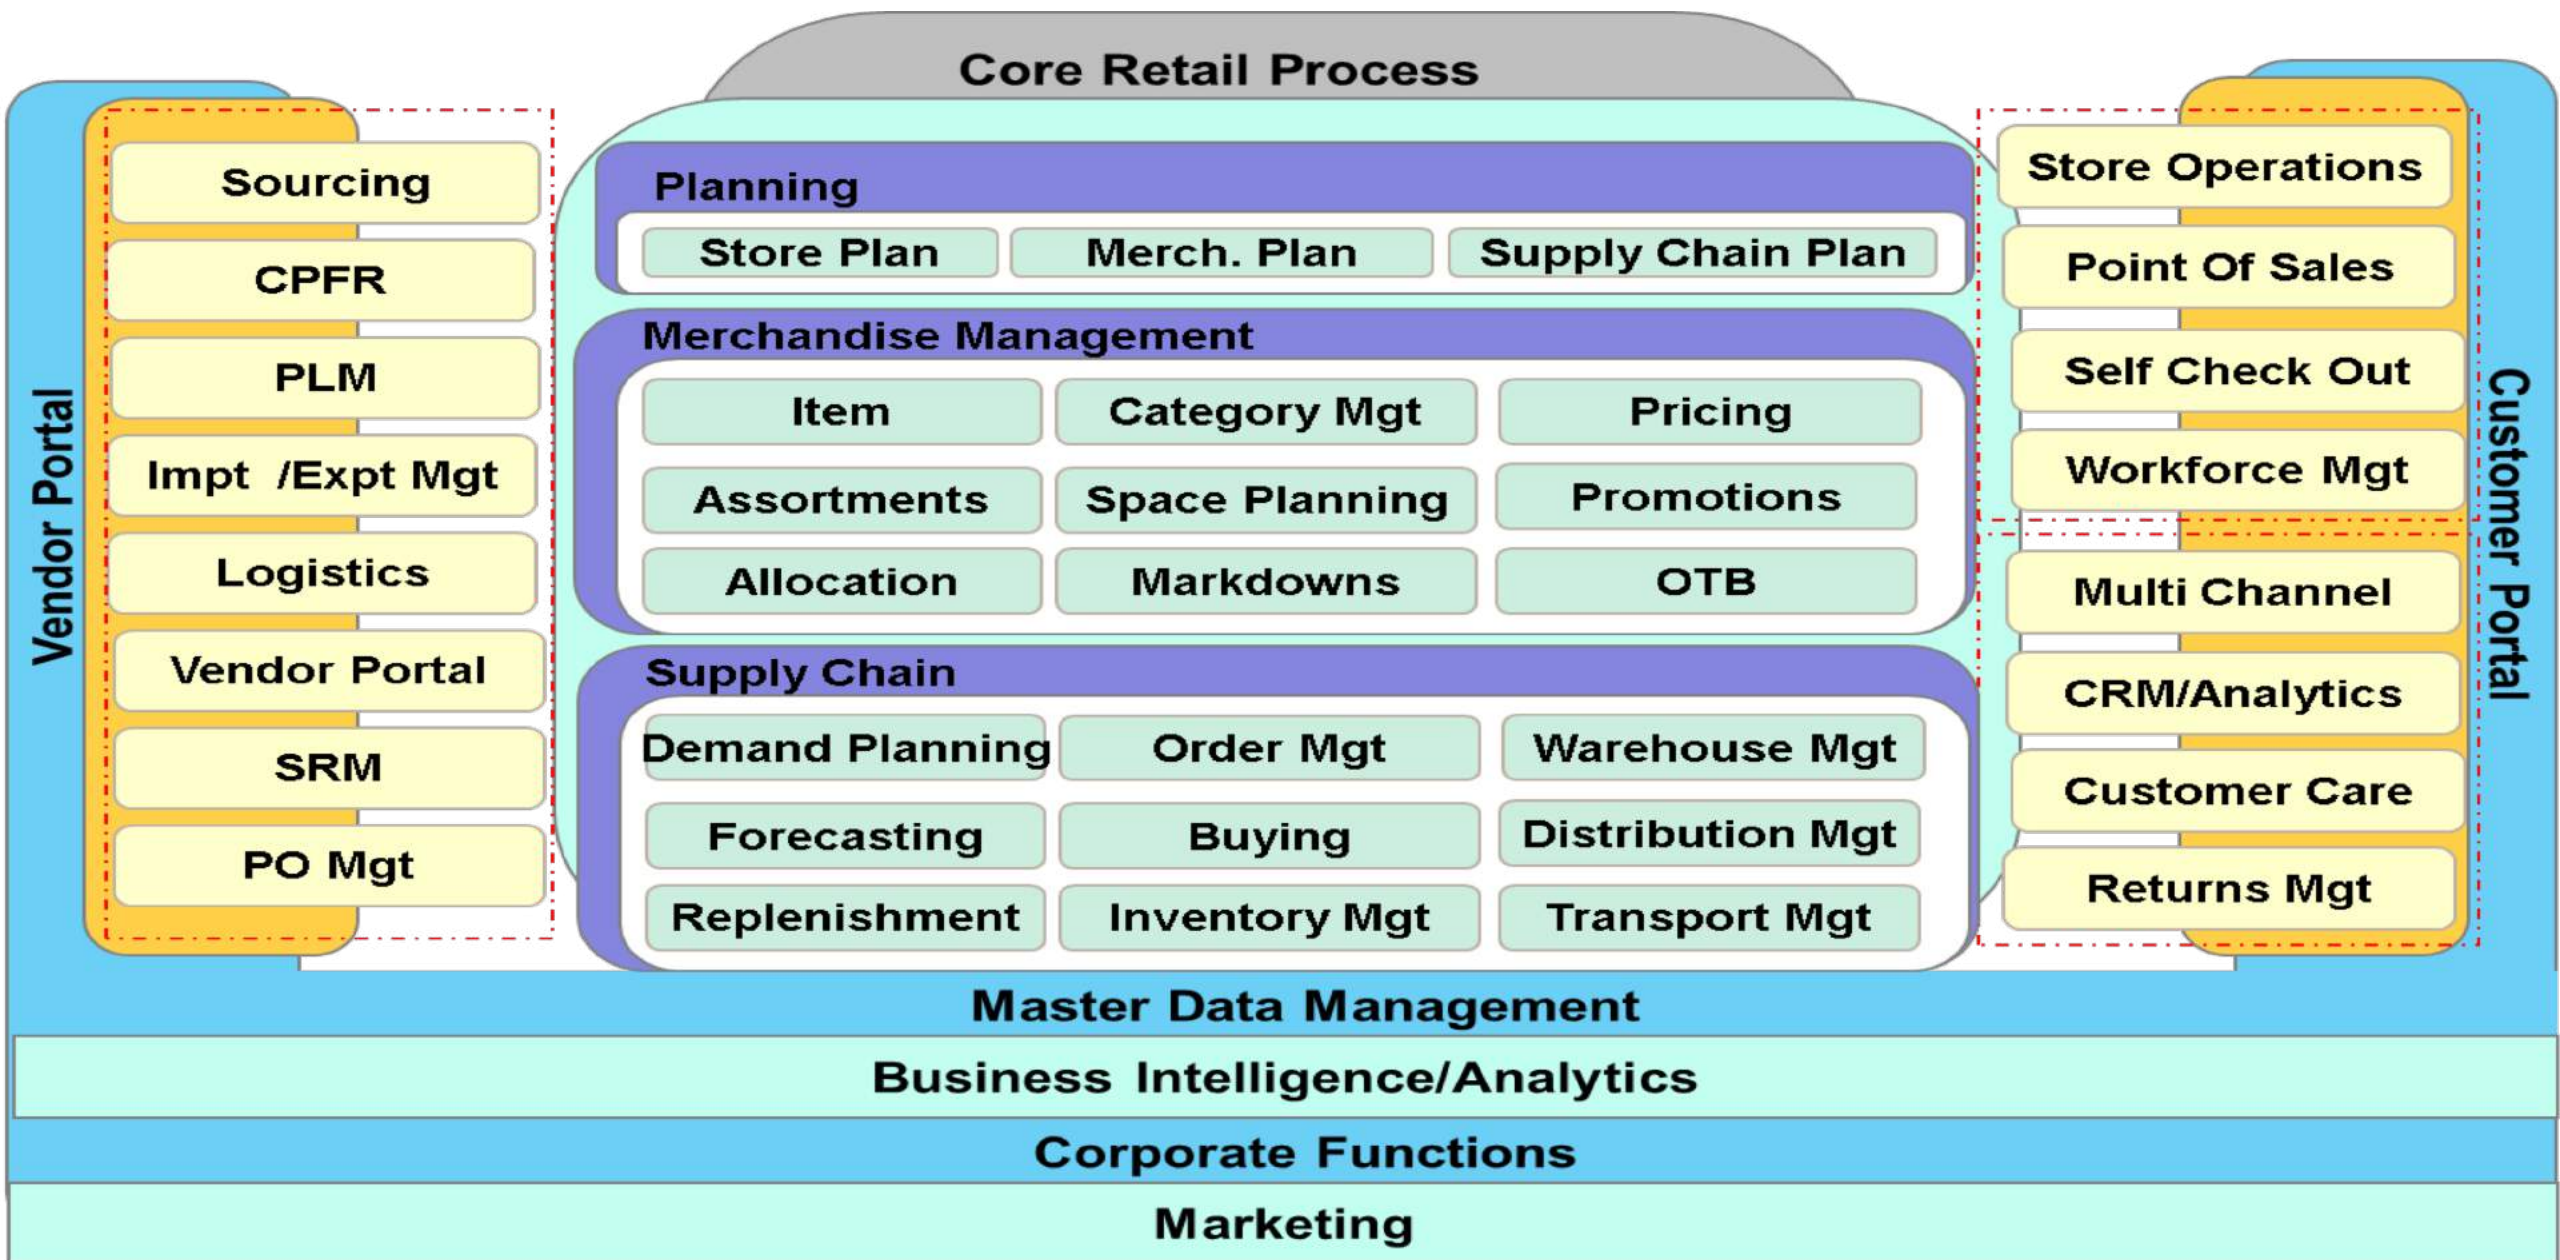 Core Retail Process
Vendor Portal
Sourcing
CPFR
PLM
Impt /Expt Mgt
Logistics
Vendor Portal
SRM
PO Mgt
Planning
Store Plan
Merch. Plan
Supply Chain Plan
Merchandise Management
Item
Category Mgt
Pricing
Assortments
Space Planning
Promotions
Allocation
Markdowns
OTB
Supply Chain
Demand Planning
Order Mgt
Warehouse Mgt
Forecasting
Buying
Distribution Mgt
Replenishment
Inventory Mgt
Transport Mgt
Store Operations
Point Of Sales
Self Check Out
Workforce Mgt
Multi Channel
CRM/Analytics
Customer Care
Returns Mgt
Customer Portal
Master Data Management
Business Intelligence/Analytics
Corporate Functions
Marketing